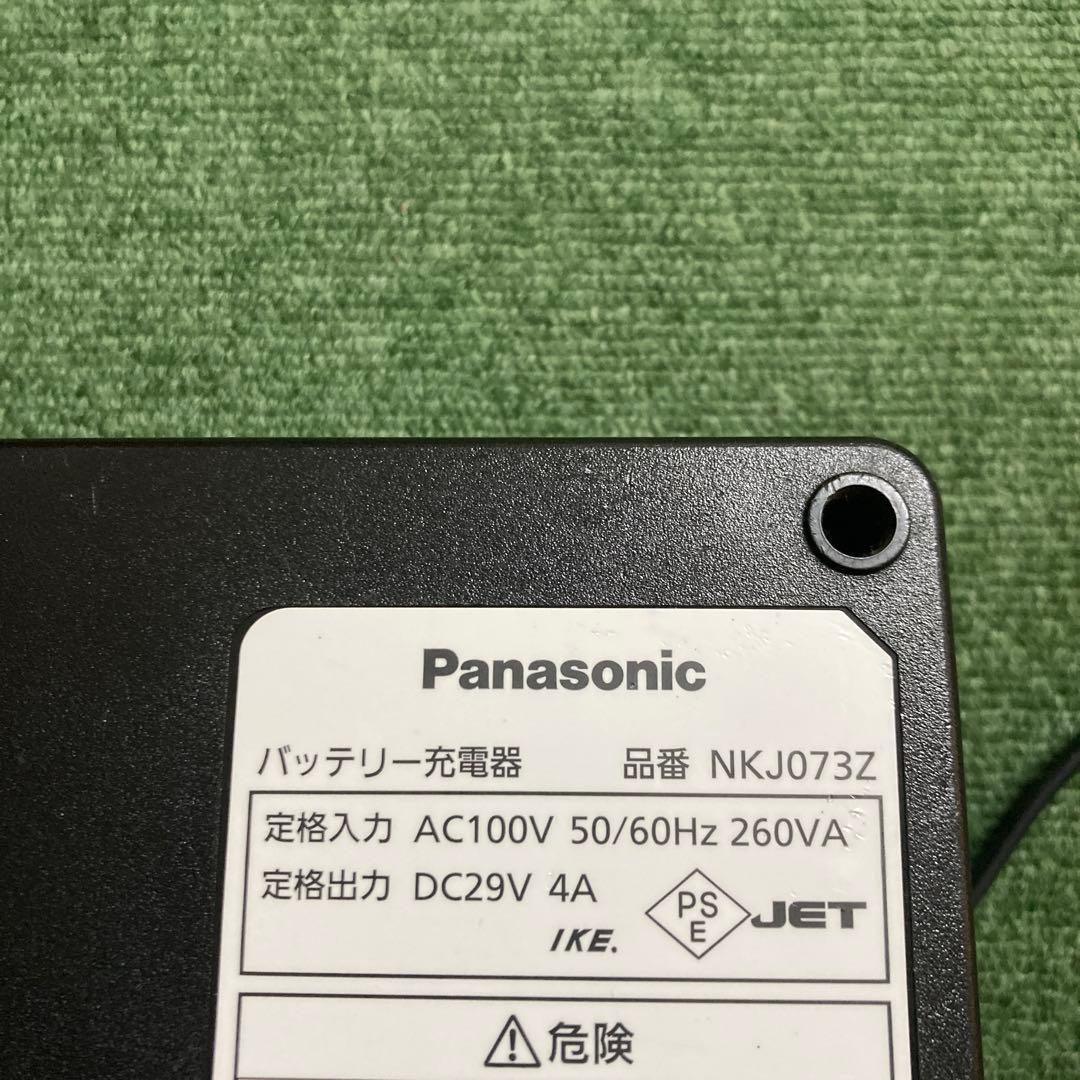 Panasonic
バッテリー充電器 品番 NKJ073Z
定格入力 AC100V 50/60Hz 260VA
定格出力 DC29V 4A
IKE.
PS
E
JET
危険